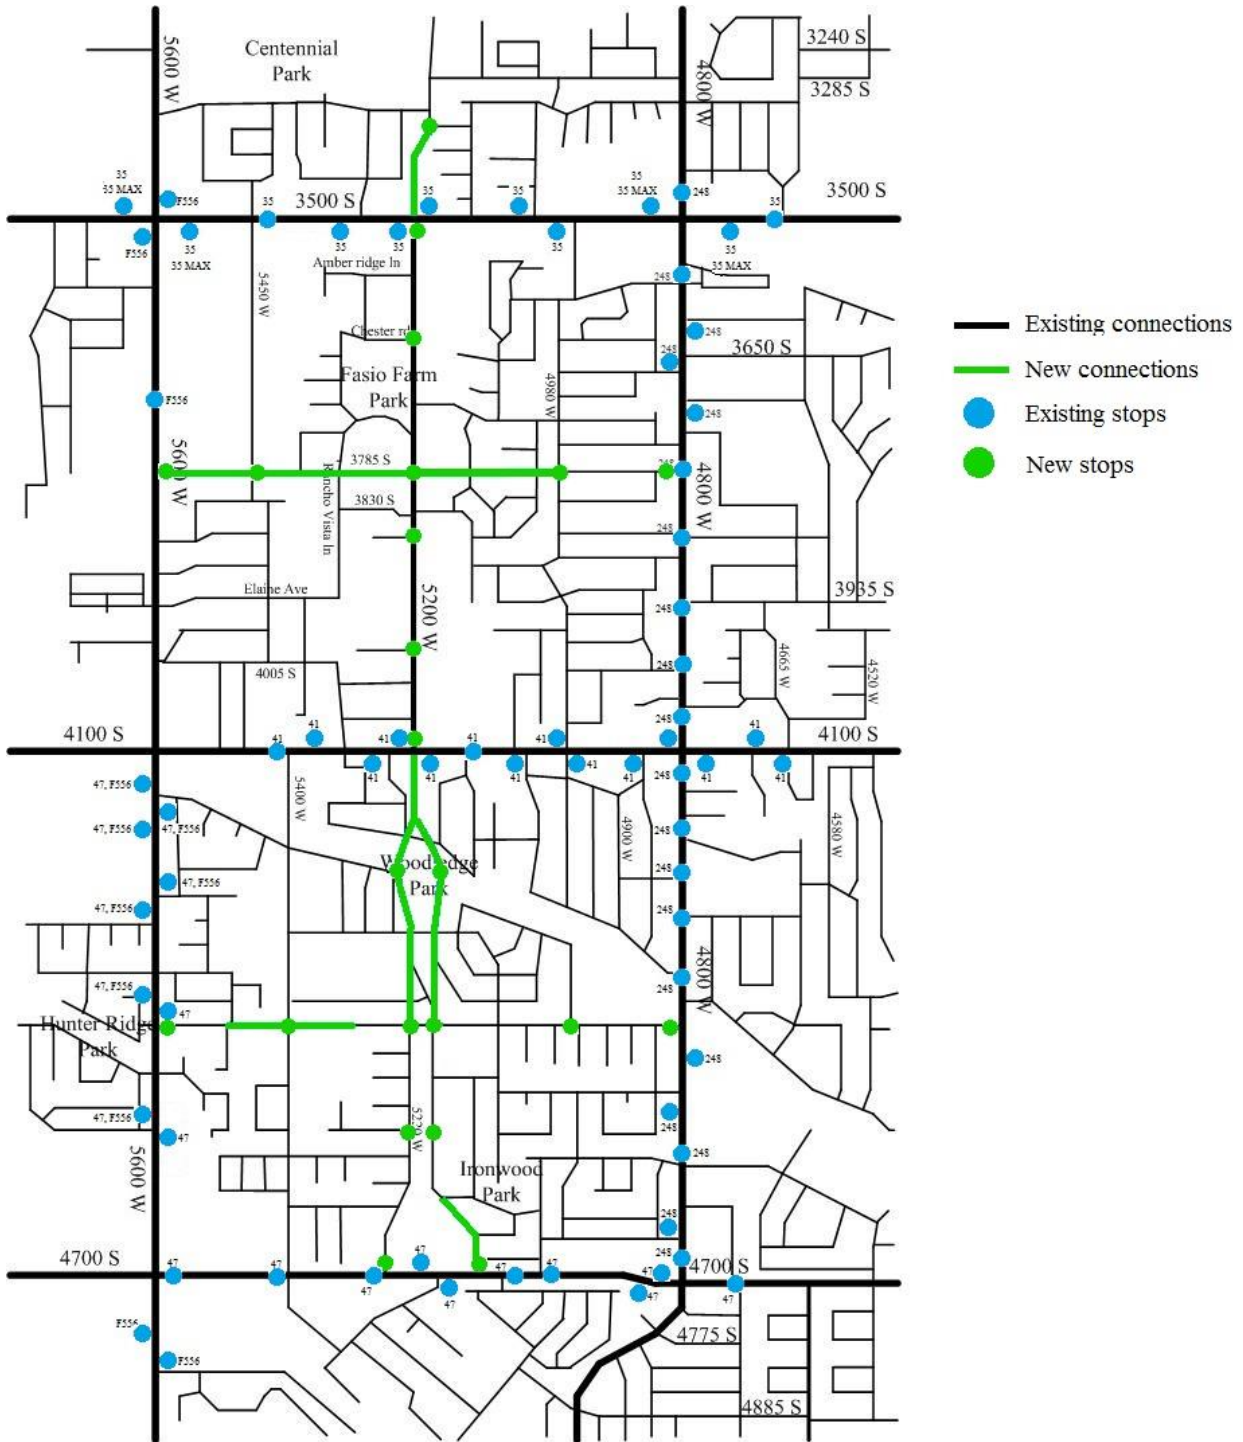 Centennial
Park
5600 W
4800 W
3240 S
3285 S
35
35 MAX
F556
3500 S
35
35
35
35
35 MAX
248
35
3500 S
F556
35
35 MAX
35
35
35
35
35 MAX
Amber ridge ln
5450 W
248
Chester rd
248
248
3650 S
Fasio Farm
Park
4980 W
F556
248
5600 W
3785 S
248
4800 W
Rancho Vista ln
3830 S
248
Elaine Ave
5200 W
248
3935 S
4005 S
248
4665 W
4520 W
4100 S
41
41
41
41
41
248
41
4100 S
41
41
41
41
41
41
47, F556
5400 W
248
47, F556
47, F556
4900 W
248
4580 W
Woodledge
Park
47, F556
248
47, F556
248
4800 W
47, F556
47
248
Hunter Ridge
Park
248
47, F556
47
5229 W
248
248
5600 W
Ironwood
Park
248
4700 S
47
47
47
47
47
47
248
47
4700 S
47
47
47
F556
4775 S
F556
4885 S
Existing connections
New connections
Existing stops
New stops